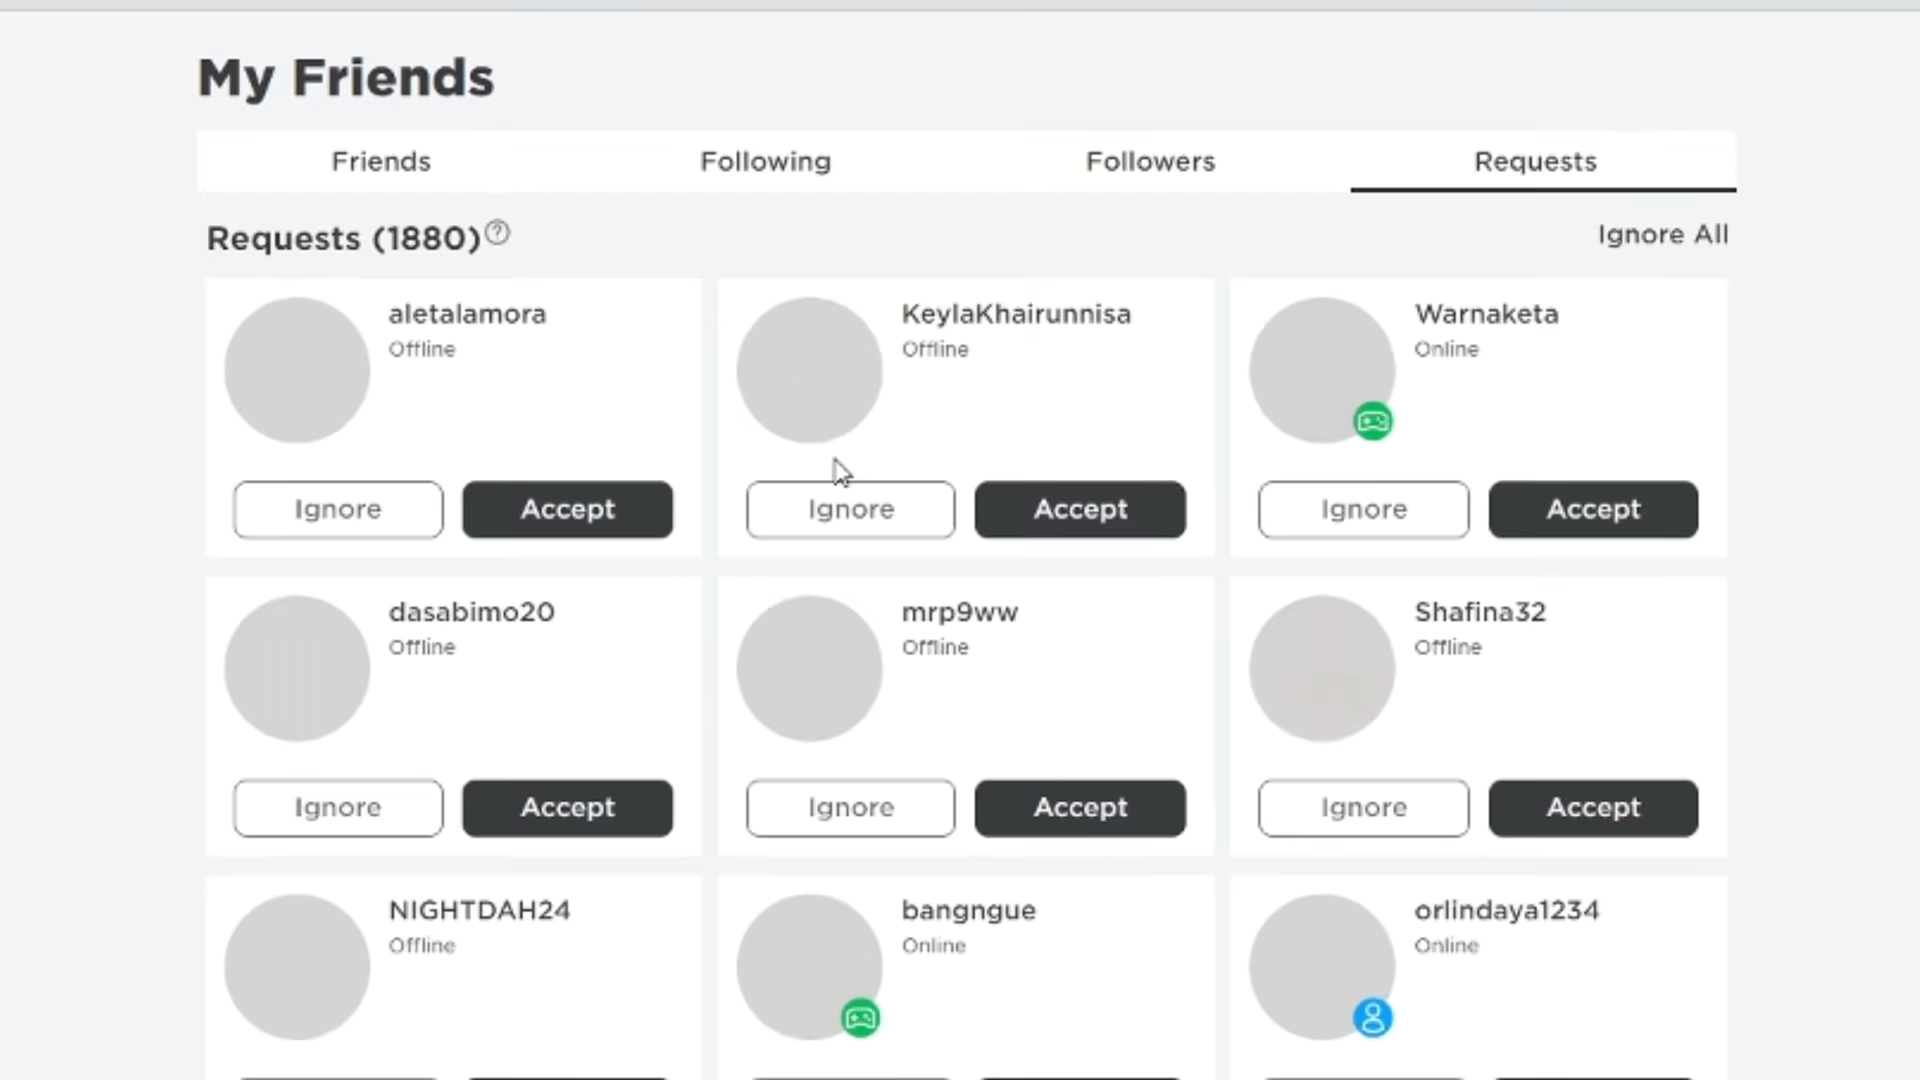 My Friends
Friends Following Followers Requests
Requests (1880) ? Ignore All
aletalamora KeylaKhairunnisa Warnaketa
Offline Offline Online
Ignore Accept Ignore Accept Ignore Accept
dasabimo20 mrp9ww Shafina32
Offline Offline Offline
Ignore Accept Ignore Accept Ignore Accept
NIGHTDAH24 bangngue orlindaya1234
Offline Online Online